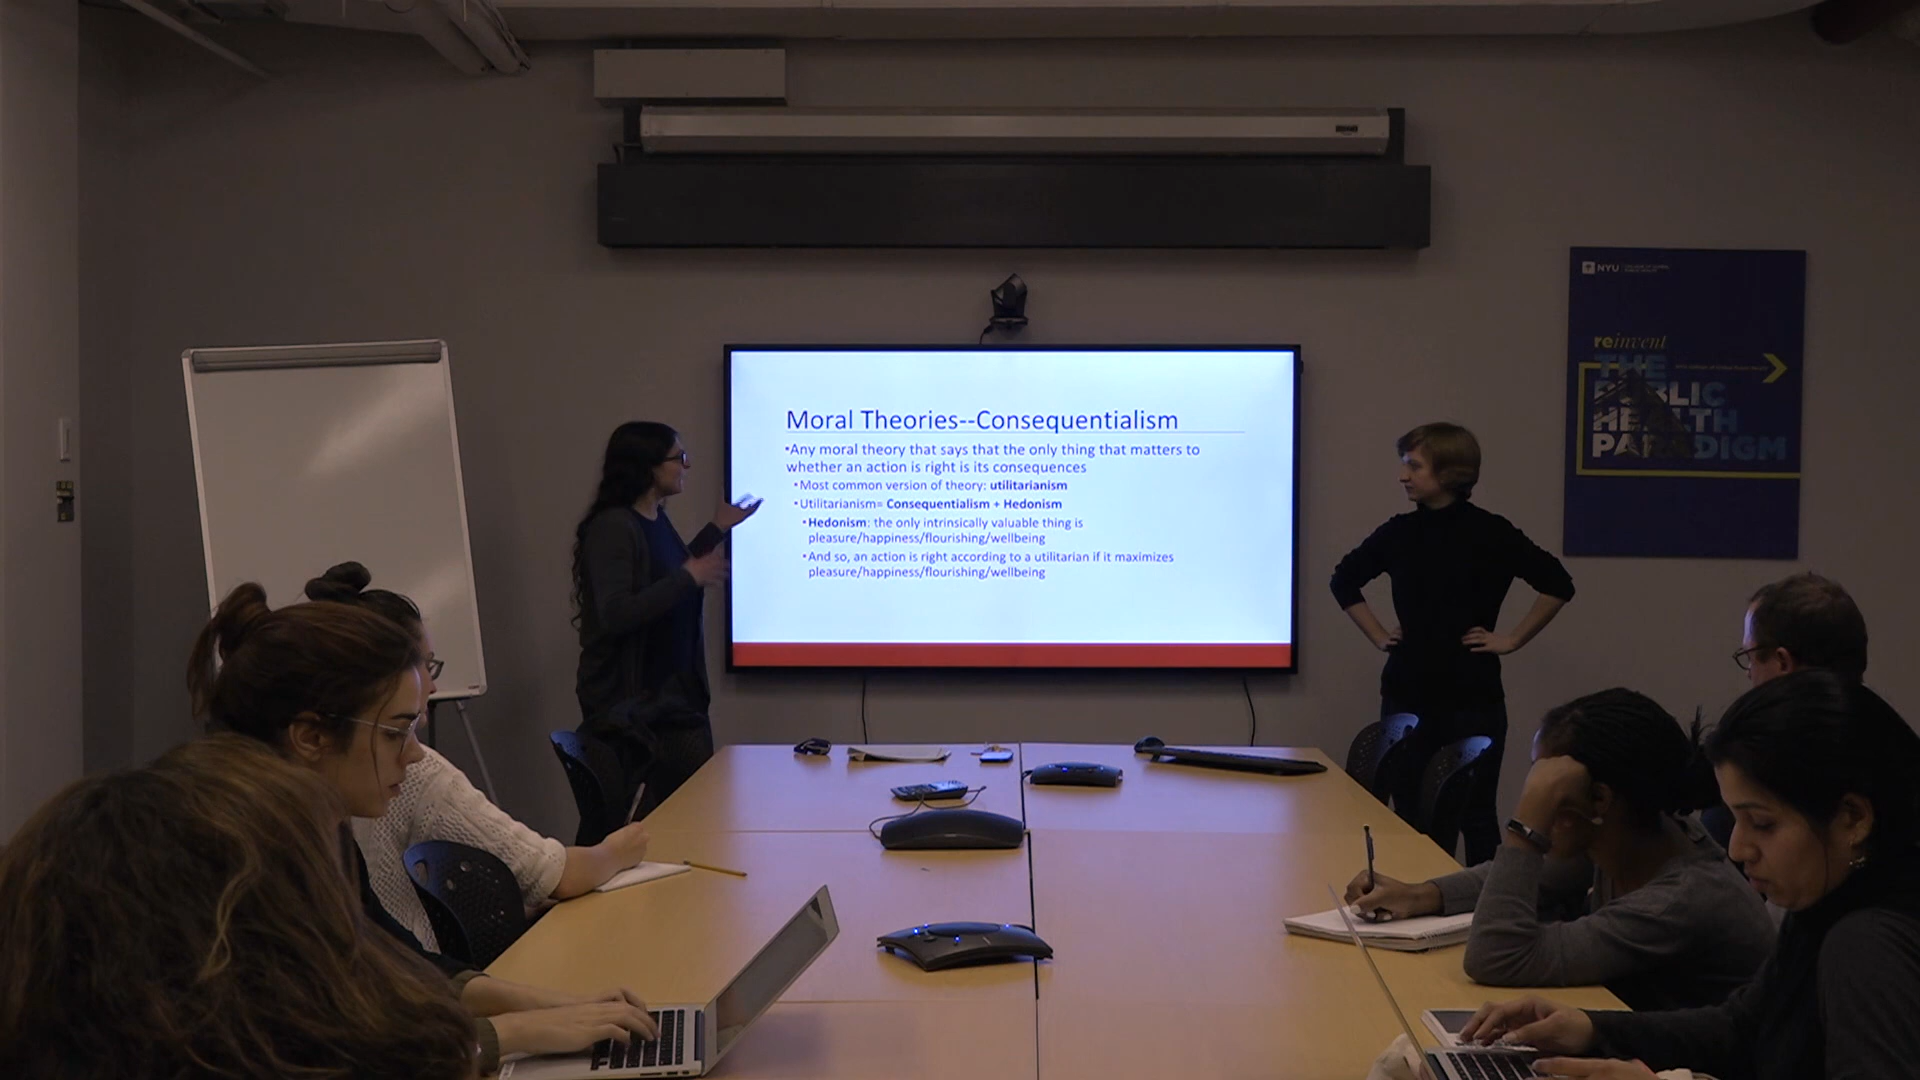 NYU
reinvent
THE
PUBLIC
HEALTH
PARADIGM
Moral Theories--Consequentialism
•Any moral theory that says that the only thing that matters to
whether an action is right is its consequences
•Most common version of theory: utilitarianism
•Utilitarianism= Consequentialism + Hedonism
•Hedonism: the only intrinsically valuable thing is
pleasure/happiness/flourishing/wellbeing
•And so, an action is right according to a utilitarian if it maximizes
pleasure/happiness/flourishing/wellbeing